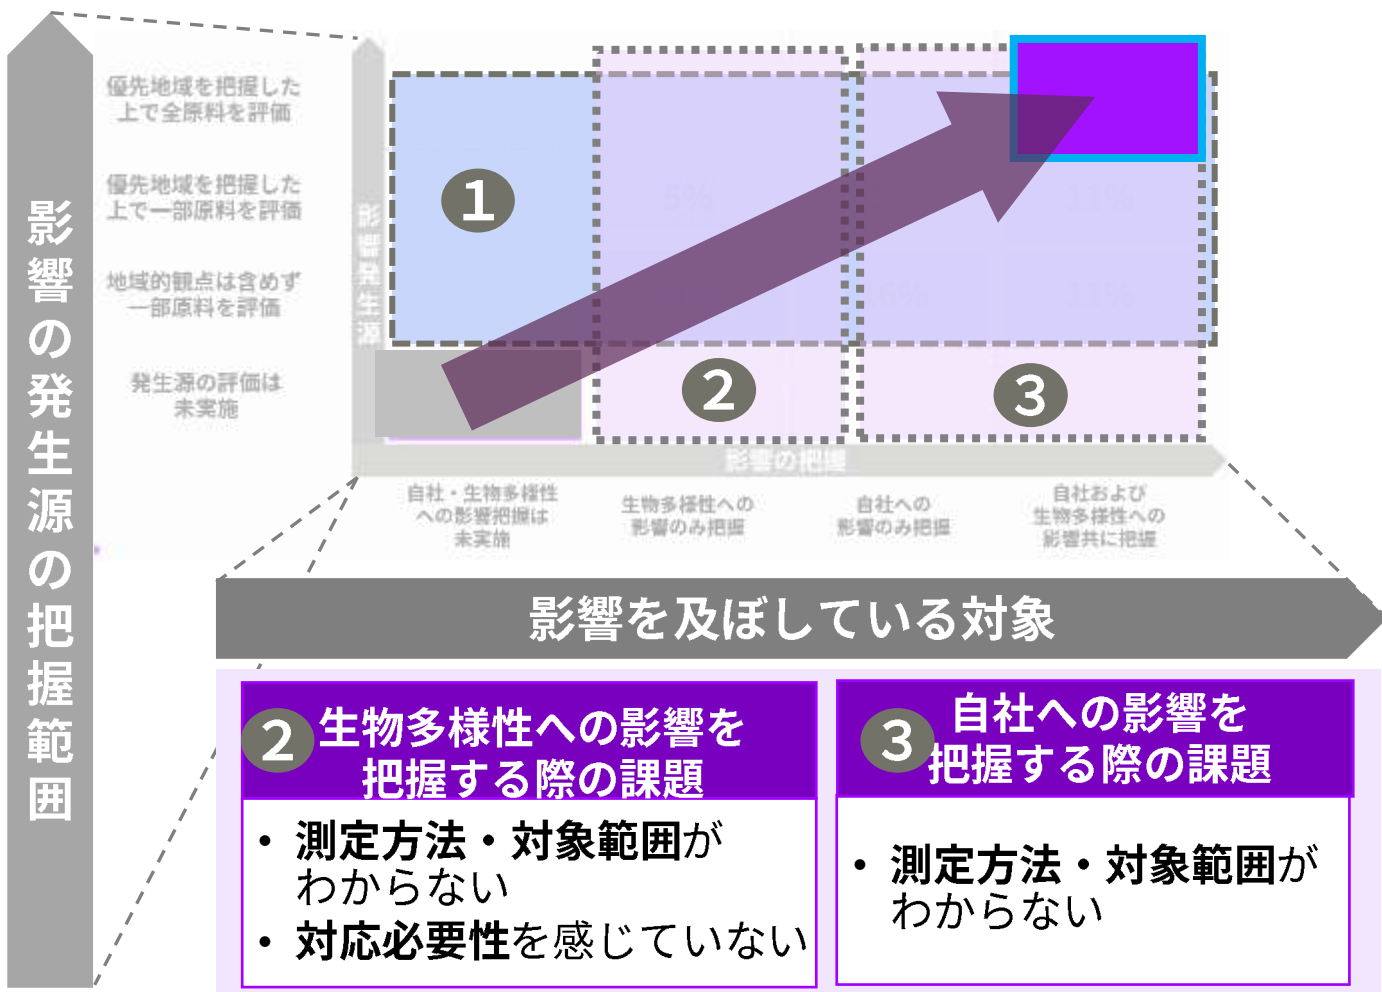 影響の発生源の把握範囲
優先地域を把握した
上で全原料を評価
優先地域を把握した
上で一部原料を評価
地域的観点は含めず
一部原料を評価
発生源の評価は
未実施
1
5%
11%
11%
2
3
影響の把握
自社・生物多様性
への影響把握は
未実施
生物多様性への
影響のみ把握
自社への
影響のみ把握
自社および
生物多様性への
影響共に把握
影響を及ぼしている対象
2 生物多様性への影響を
把握する際の課題
• 測定方法・対象範囲が
わからない
• 対応必要性を感じていない
3 自社への影響を
把握する際の課題
• 測定方法・対象範囲が
わからない